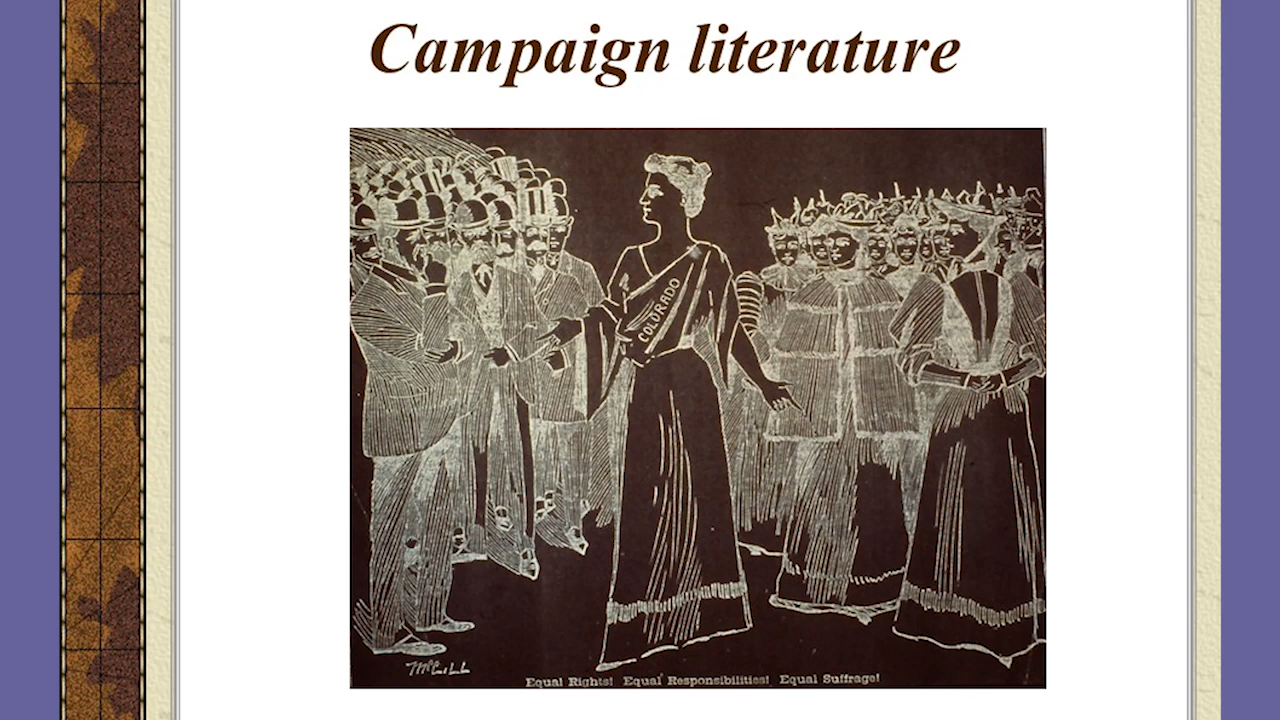 Campaign literature
COLORADO
Equal Rights! Equal Responsibilities! Equal Suffrage!